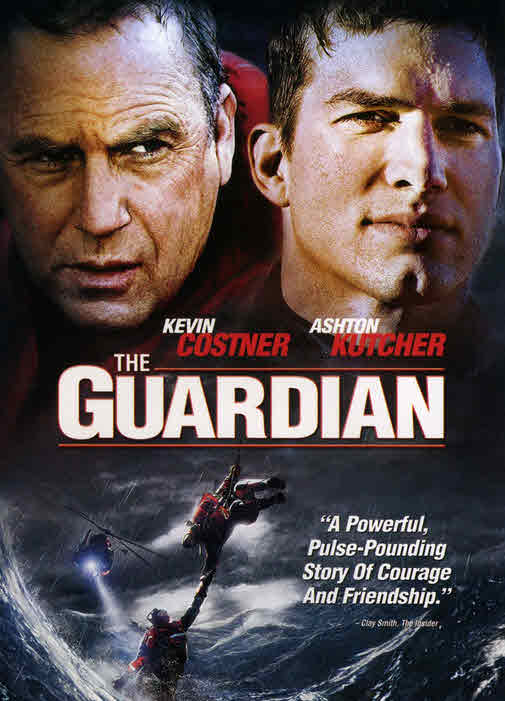 KEVIN COSTNER
ASHTON KUTCHER
THE
GUARDIAN
“A Powerful,
Pulse-Pounding
Story Of Courage
And Friendship.”
– Clay Smith, The Insider